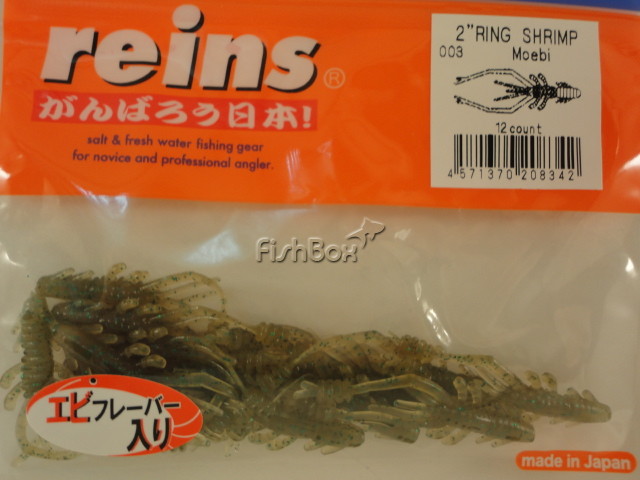 reins®
がんばろう日本!
salt & fresh water fishing gear
for novice and professional angler.
2"RING SHRIMP
003 Moebi
12 count
4 571370 208342
FishBox
エビフレーバー
入り
made in Japan